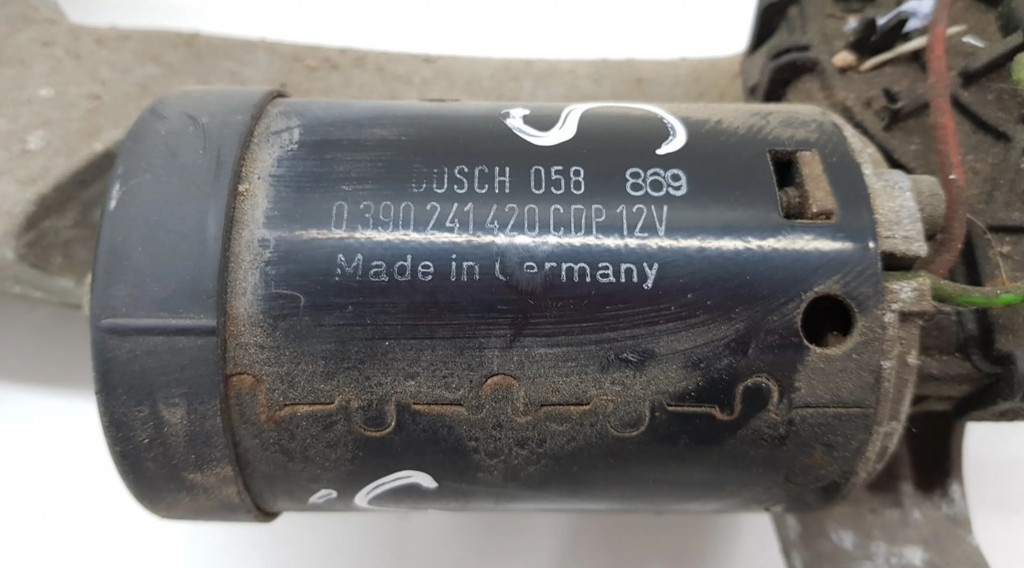 S
BOSCH 058 869
0 390 241 420 CDP 12V
Made in Germany